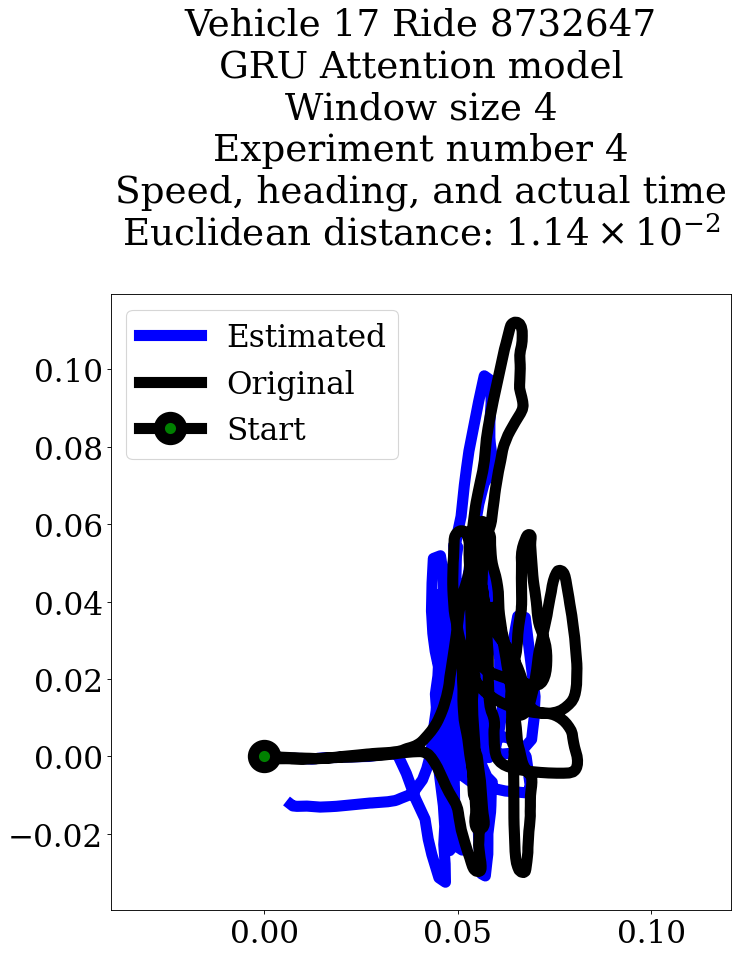 Vehicle 17 Ride 8732647
GRU Attention model
Window size 4
Experiment number 4
Speed, heading, and actual time
Euclidean distance: 1.14 × 10⁻²
Estimated
Original
Start
0.10
0.08
0.06
0.04
0.02
0.00
−0.02
0.00 0.05 0.10